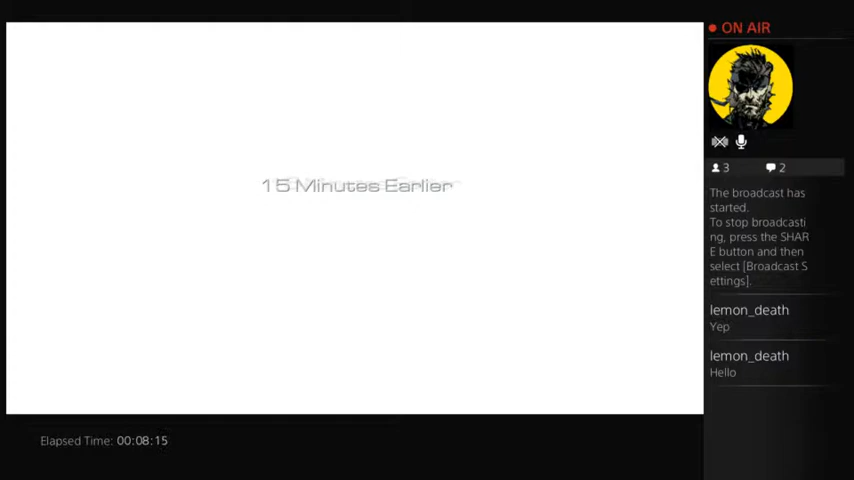 ON AIR
3 2
15 Minutes Earlier
The broadcast has
started.
To stop broadcasti
ng, press the SHAR
E button and then
select [Broadcast S
ettings].
lemon_death
Yep
lemon_death
Hello
Elapsed Time: 00:08:15